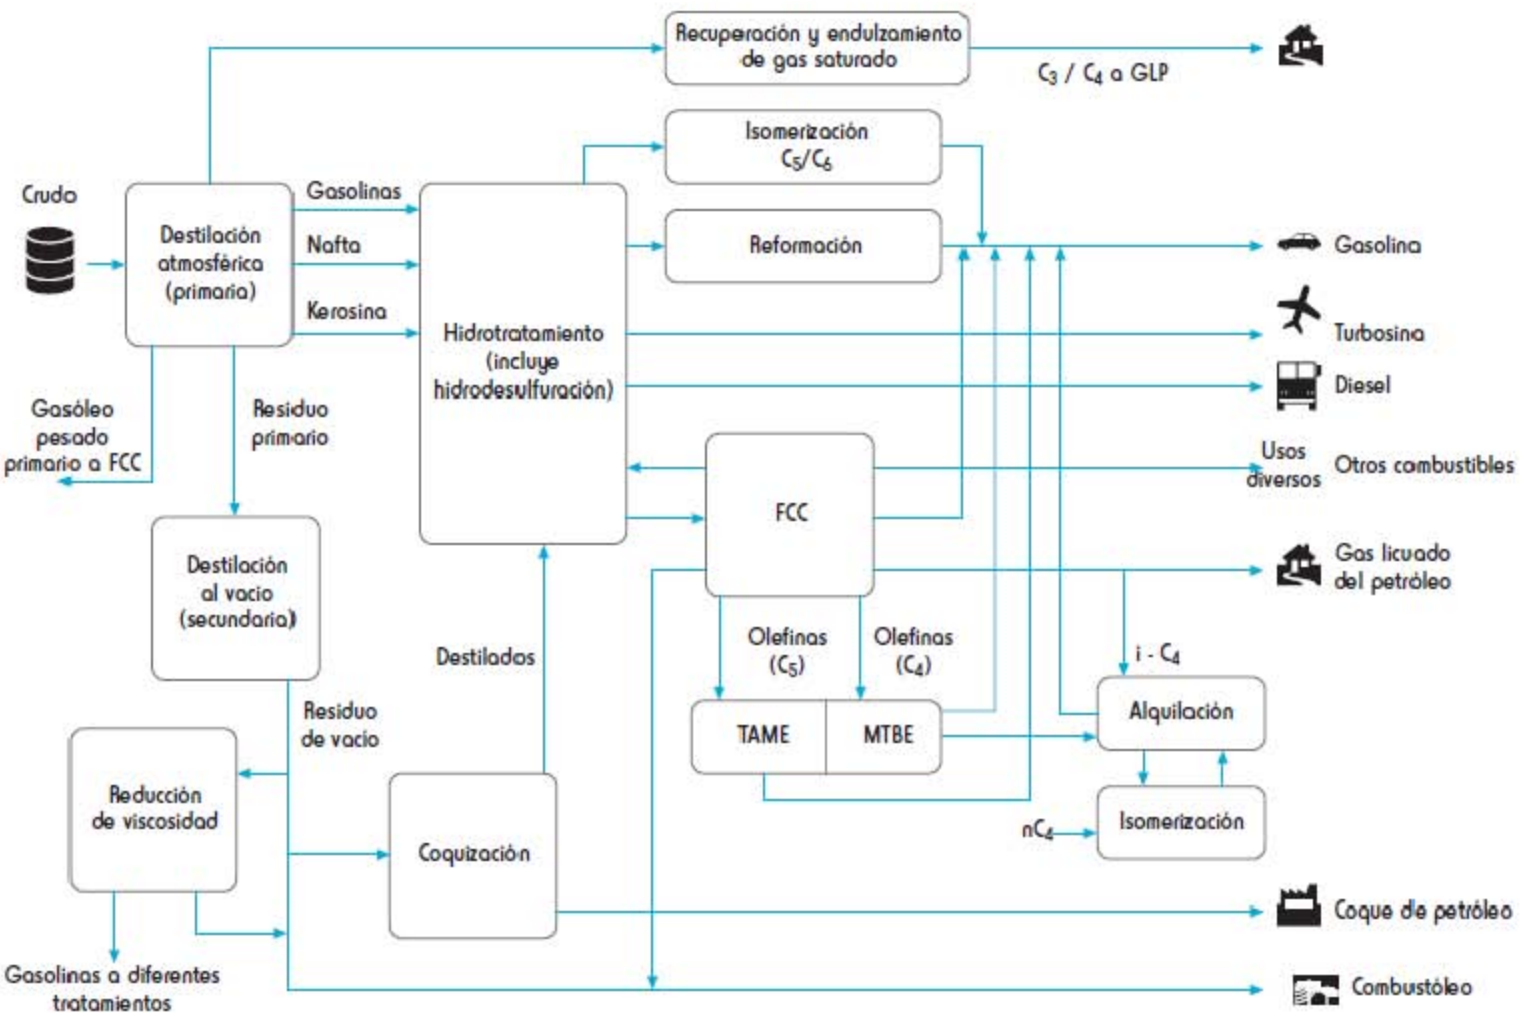 Recuperación y endulzamiento
de gas saturado
C3 / C4 a GLP
Isomerización
C5/C6
Crudo
Destilación
atmosférica
(primaria)
Gasolinas
Nafta
Kerosina
Reformación
Gasolina
Hidrotratamiento
(incluye
hidrodesulfuración)
Turbosina
Diesel
Gasóleo
pesado
primario a FCC
Residuo
primario
FCC
Usos
diversos
Otros combustibles
Destilación
al vacio
(secundaria)
Gas licuado
del petróleo
Destilados
Olefinas
(C5)
Olefinas
(C4)
i - C4
Residuo
de vacio
TAME
MTBE
Alquilación
Reducción
de viscosidad
Coquización
nC4
Isomerización
Coque de petróleo
Gasolinas a diferentes
tratamientos
Combustóleo